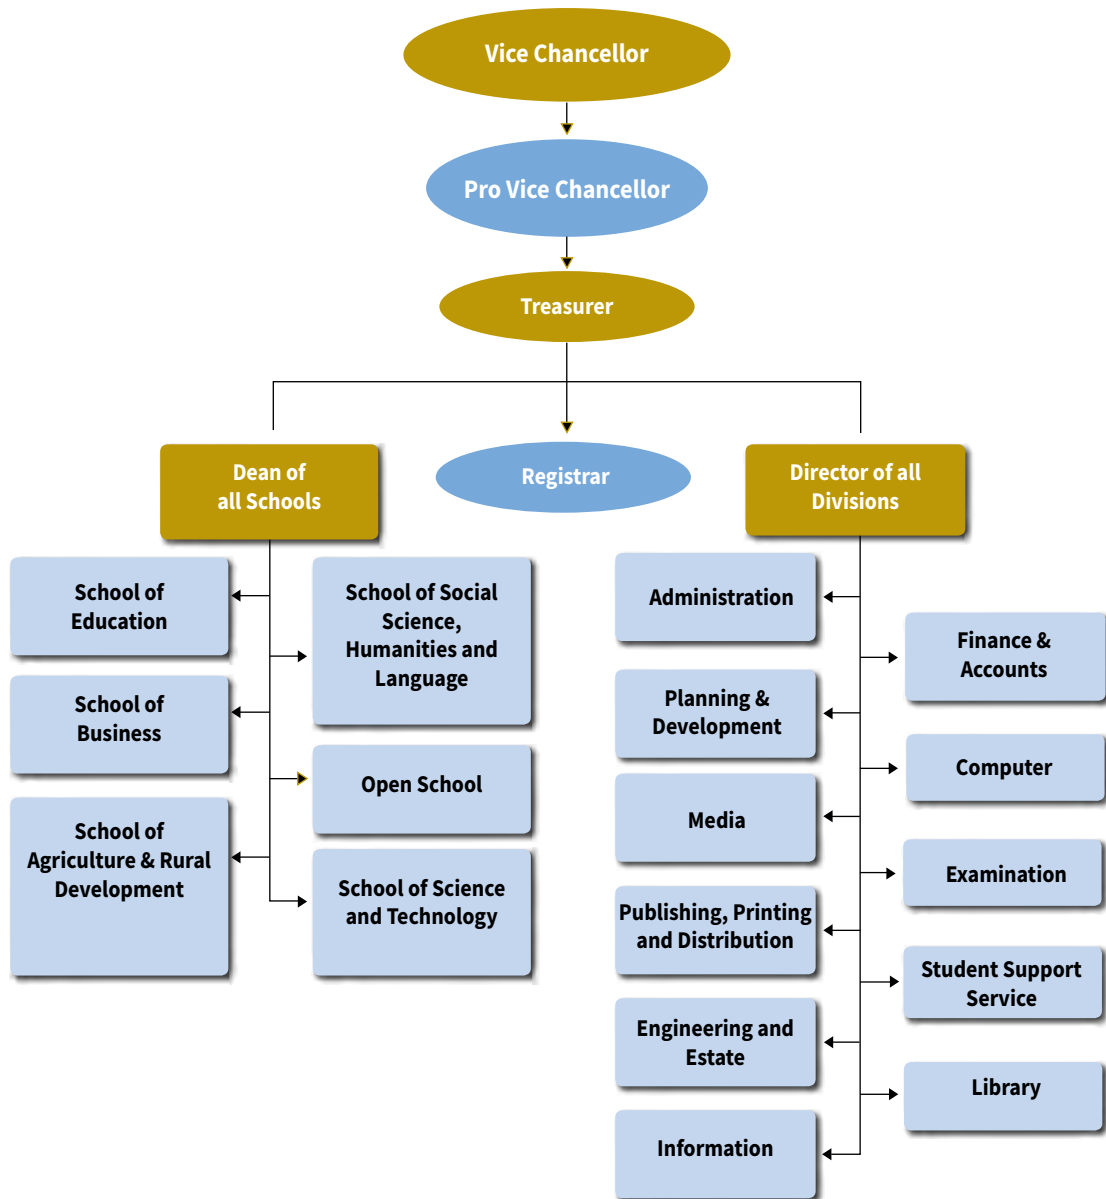 Vice Chancellor
Pro Vice Chancellor
Treasurer
Dean of
all Schools
Registrar
Director of all
Divisions
School of
Education
School of Social
Science,
Humanities and
Language
School of
Business
Open School
School of
Agriculture & Rural
Development
School of Science
and Technology
Administration
Finance &
Accounts
Planning &
Development
Computer
Media
Examination
Publishing, Printing
and Distribution
Student Support
Service
Engineering and
Estate
Library
Information